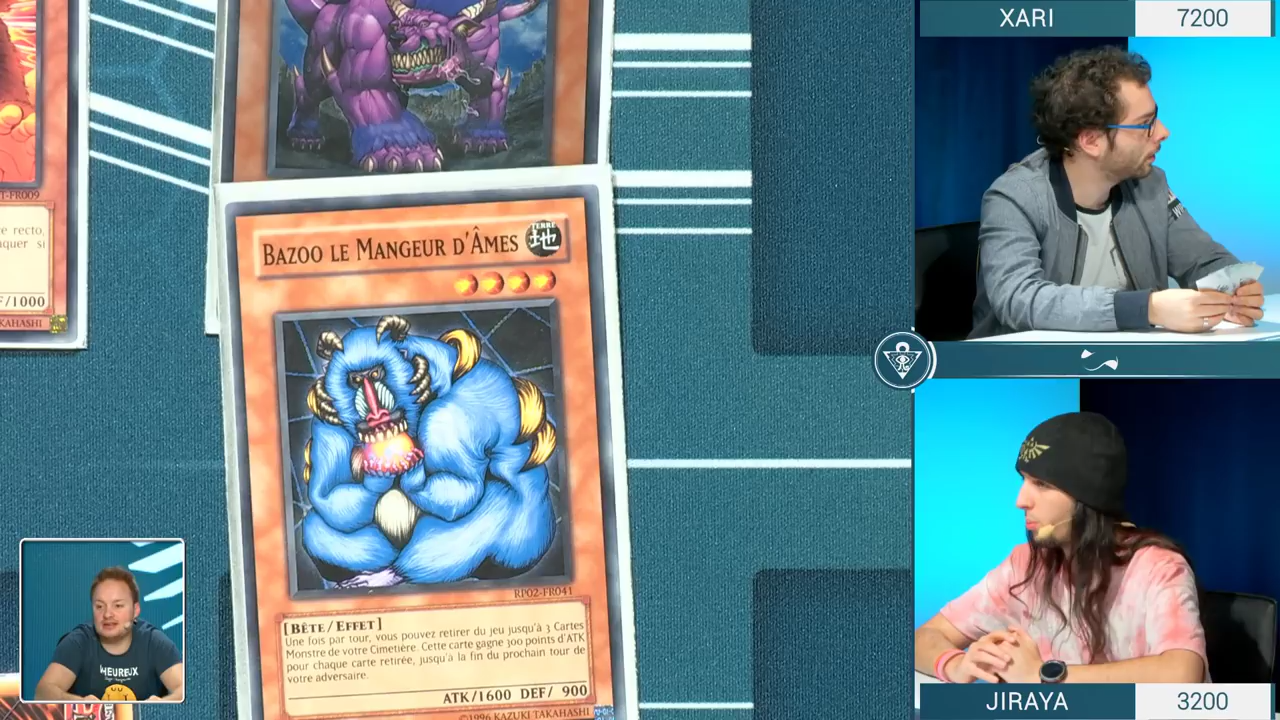 XARI 7200
T-FR009
e recto,
quer si
F/1000
KAHASHI
BAZOO LE MANGEUR D'ÂMES
TERRE
地
RP02-FR041
[BÊTE/EFFET]
Une fois par tour, vous pouvez retirer du jeu jusqu'à 3 Cartes
Monstre de votre Cimetière. Cette carte gagne 300 points d'ATK
pour chaque carte retirée, jusqu'à la fin du prochain tour de
votre adversaire.
ATK/1600 DEF/ 900
©1996 KAZUKI TAKAHASHI
HEUREUX
JIRAYA 3200